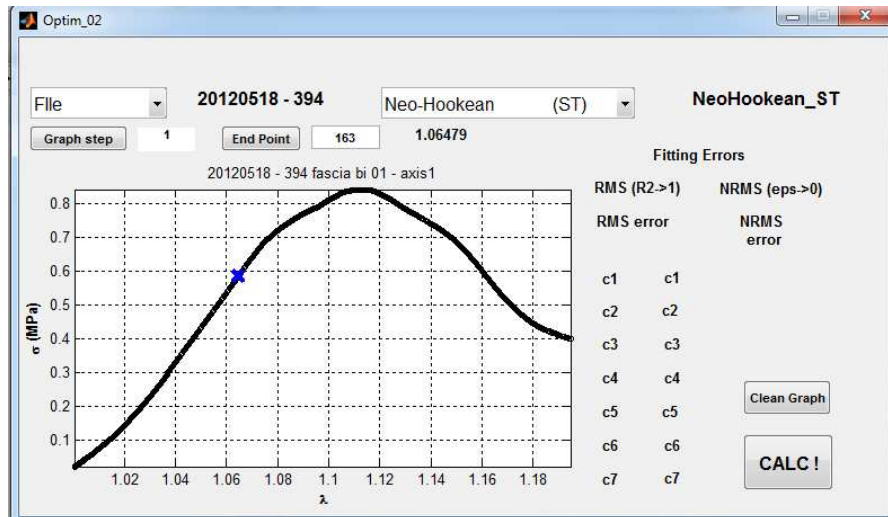 Optim_02
FIle 20120518 - 394 Neo-Hookean (ST) NeoHookean_ST
Graph step 1 End Point 163 1.06479
Fitting Errors
20120518 - 394 fascia bi 01 - axis1
RMS (R2->1) NRMS (eps->0)
RMS error NRMS
error
0.8
0.7
0.6
0.5
0.4
0.3
0.2
0.1
σ (MPa)
1.02 1.04 1.06 1.08 1.1 1.12 1.14 1.16 1.18
λ
c1 c1
c2 c2
c3 c3
c4 c4
c5 c5
c6 c6
c7 c7
Clean Graph
CALC !